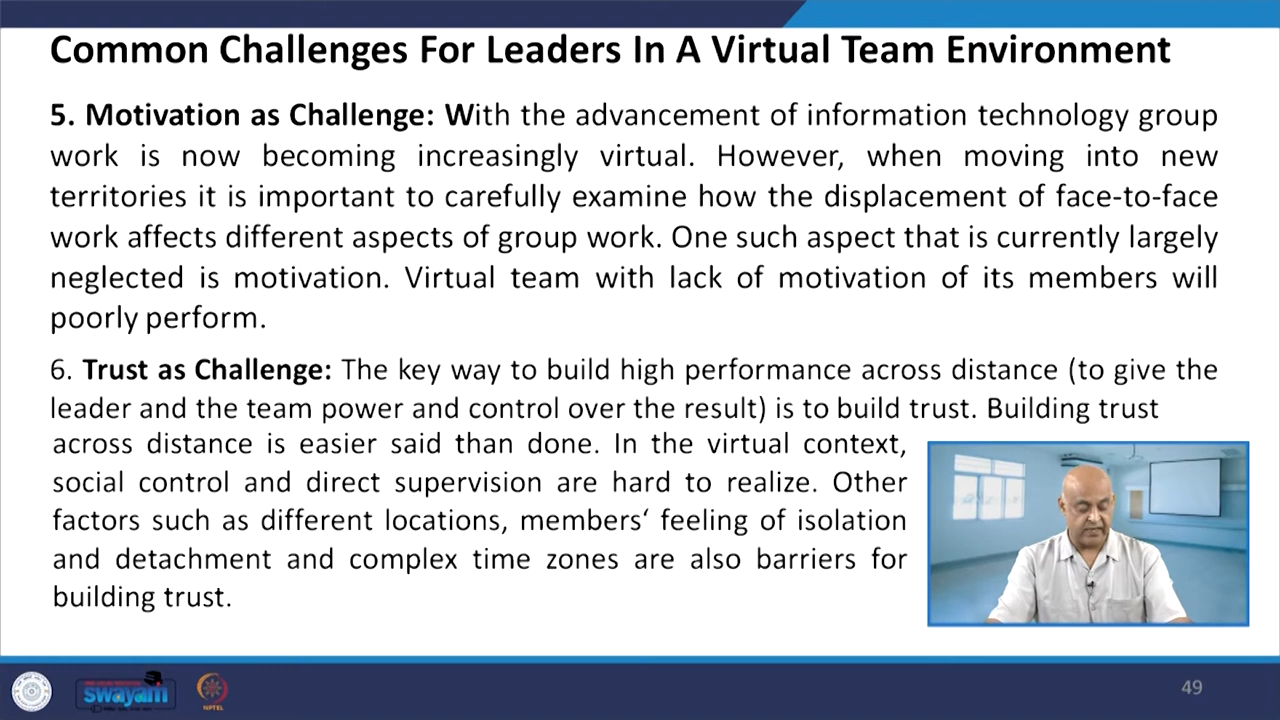 Common Challenges For Leaders In A Virtual Team Environment
5. Motivation as Challenge: With the advancement of information technology group
work is now becoming increasingly virtual. However, when moving into new
territories it is important to carefully examine how the displacement of face-to-face
work affects different aspects of group work. One such aspect that is currently largely
neglected is motivation. Virtual team with lack of motivation of its members will
poorly perform.
6. Trust as Challenge: The key way to build high performance across distance (to give the
leader and the team power and control over the result) is to build trust. Building trust
across distance is easier said than done. In the virtual context,
social control and direct supervision are hard to realize. Other
factors such as different locations, members‘ feeling of isolation
and detachment and complex time zones are also barriers for
building trust.
swayam
NPTEL
49